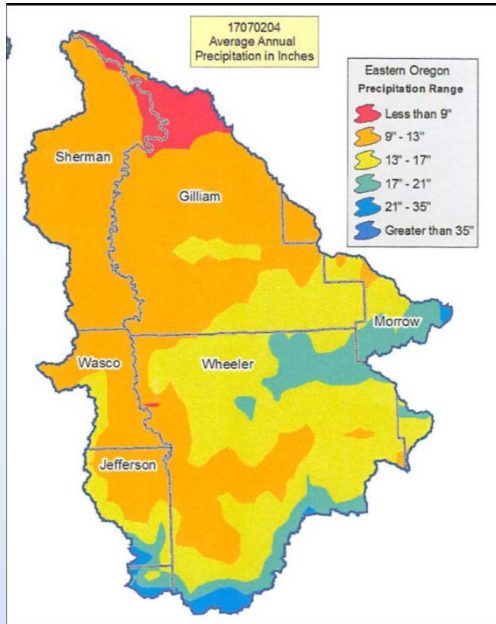 17070204
Average Annual
Precipitation in Inches
Eastern Oregon
Precipitation Range
Less than 9"
9" - 13"
13" - 17"
17" - 21"
21" - 35"
Greater than 35"
Sherman
Gilliam
Morrow
Wasco
Wheeler
Jefferson